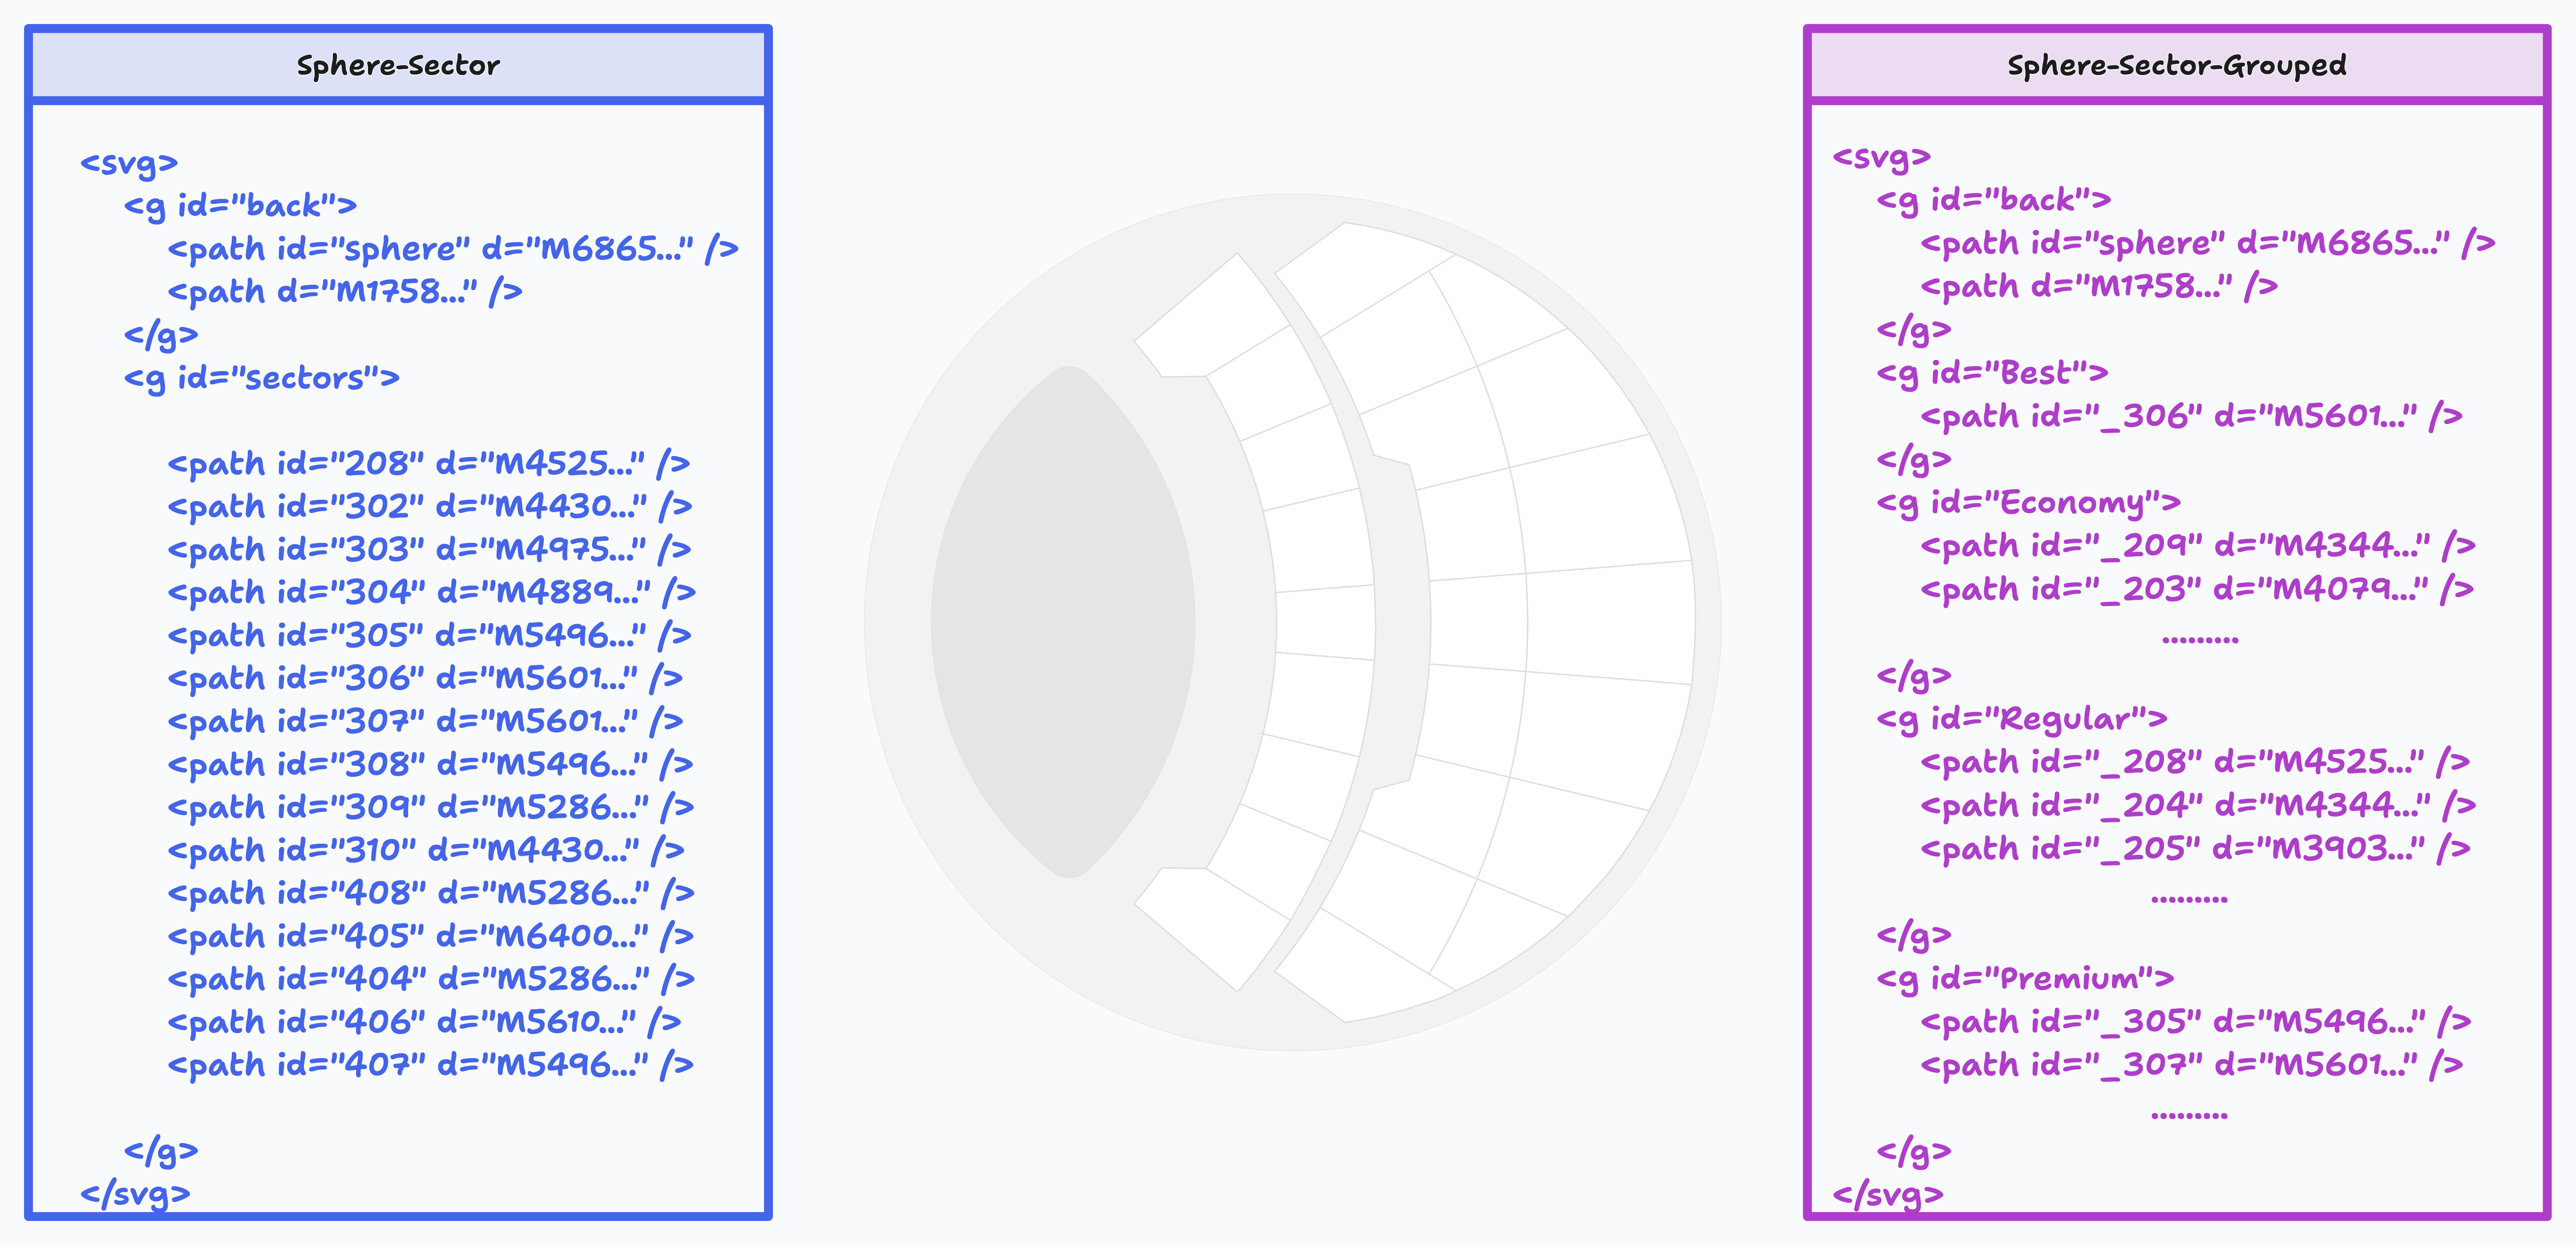 Sphere-Sector
<svg>
<g id="back">
<path id="sphere" d="M6865..." />
<path d="M1758..." />
</g>
<g id="sectors">
<path id="208" d="M4525..." />
<path id="302" d="M4430..." />
<path id="303" d="M4975..." />
<path id="304" d="M4889..." />
<path id="305" d="M5496..." />
<path id="306" d="M5601..." />
<path id="307" d="M5601..." />
<path id="308" d="M5496..." />
<path id="309" d="M5286..." />
<path id="310" d="M4430..." />
<path id="408" d="M5286..." />
<path id="405" d="M6400..." />
<path id="404" d="M5286..." />
<path id="406" d="M5610..." />
<path id="407" d="M5496..." />
</g>
</svg>
Sphere-Sector-Grouped
<svg>
<g id="back">
<path id="sphere" d="M6865..." />
<path d="M1758..." />
</g>
<g id="Best">
<path id="_306" d="M5601..." />
</g>
<g id="Economy">
<path id="_209" d="M4344..." />
<path id="_203" d="M4079..." />
.........
</g>
<g id="Regular">
<path id="_208" d="M4525..." />
<path id="_204" d="M4344..." />
<path id="_205" d="M3903..." />
.........
</g>
<g id="Premium">
<path id="_305" d="M5496..." />
<path id="_307" d="M5601..." />
.........
</g>
</svg>